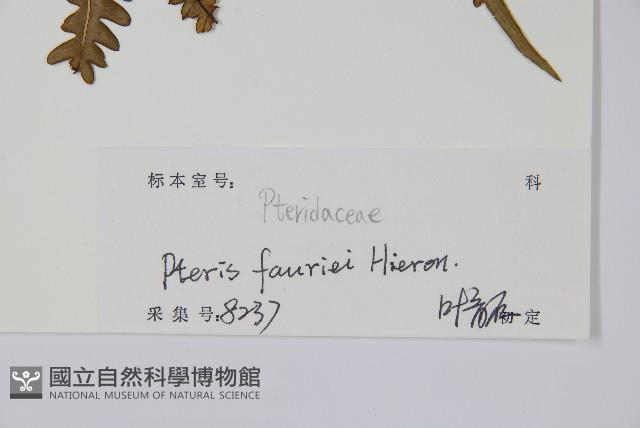 标本室号: 科
Pteridaceae
Pteris fauriei Hieron.
采集号: 8237 定
國立自然科學博物館
NATIONAL MUSEUM OF NATURAL SCIENCE